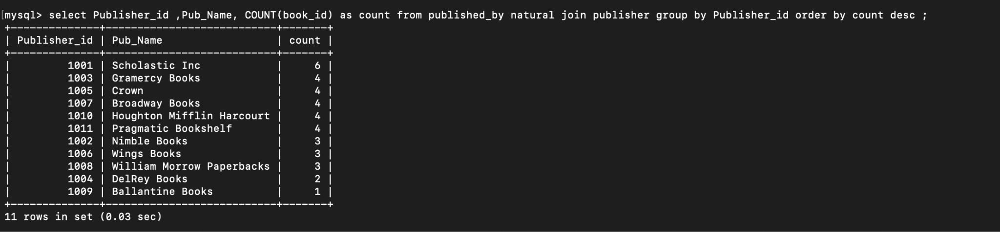 [mysql> select Publisher_id ,Pub_Name, COUNT(book_id) as count from published_by natural join publisher group by Publisher_id order by count desc ;
+--------------+---------------------------+-------+
| Publisher_id | Pub_Name                  | count |
+--------------+---------------------------+-------+
|         1001 | Scholastic Inc            |     6 |
|         1003 | Gramercy Books            |     4 |
|         1005 | Crown                     |     4 |
|         1007 | Broadway Books            |     4 |
|         1010 | Houghton Mifflin Harcourt |     4 |
|         1011 | Pragmatic Bookshelf       |     4 |
|         1002 | Nimble Books              |     3 |
|         1006 | Wings Books               |     3 |
|         1008 | William Morrow Paperbacks |     3 |
|         1004 | DelRey Books              |     2 |
|         1009 | Ballantine Books          |     1 |
+--------------+---------------------------+-------+
11 rows in set (0.03 sec)